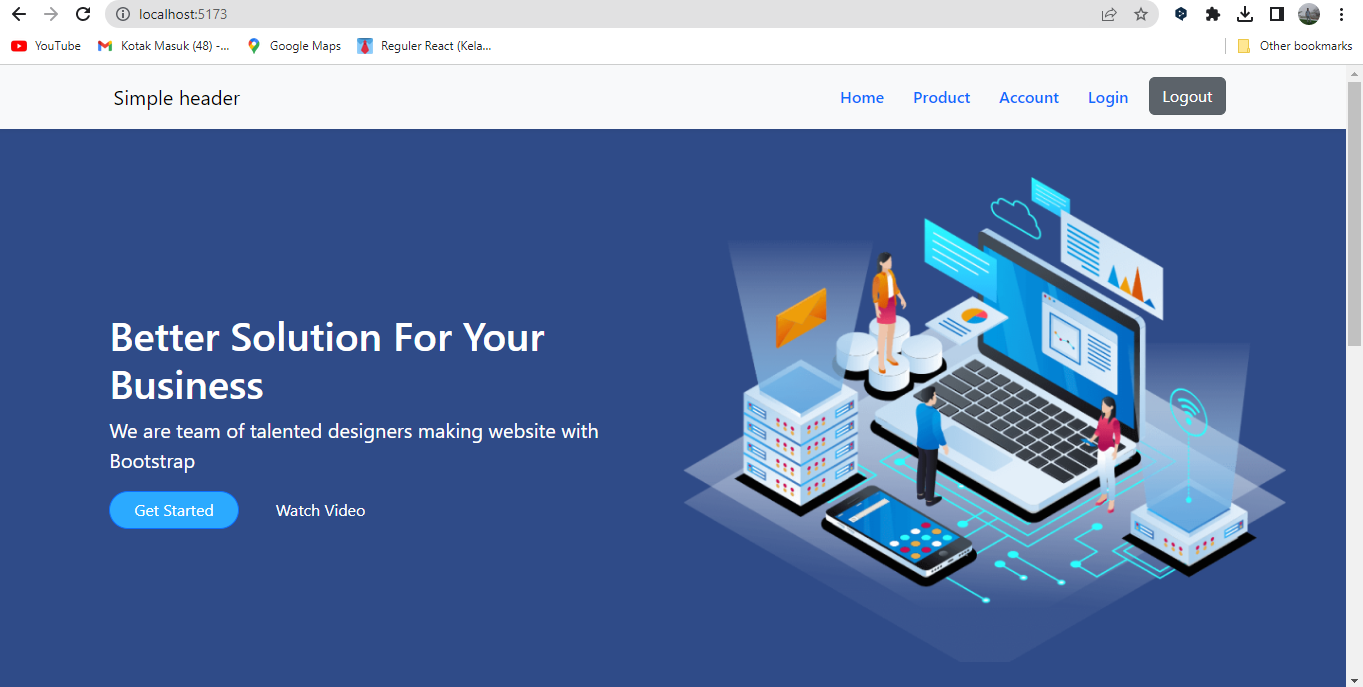 localhost:5173
YouTube
Kotak Masuk (48) -...
Google Maps
Reguler React (Kela...
Other bookmarks
Simple header
Home
Product
Account
Login
Logout
Better Solution For Your
Business
We are team of talented designers making website with
Bootstrap
Get Started
Watch Video